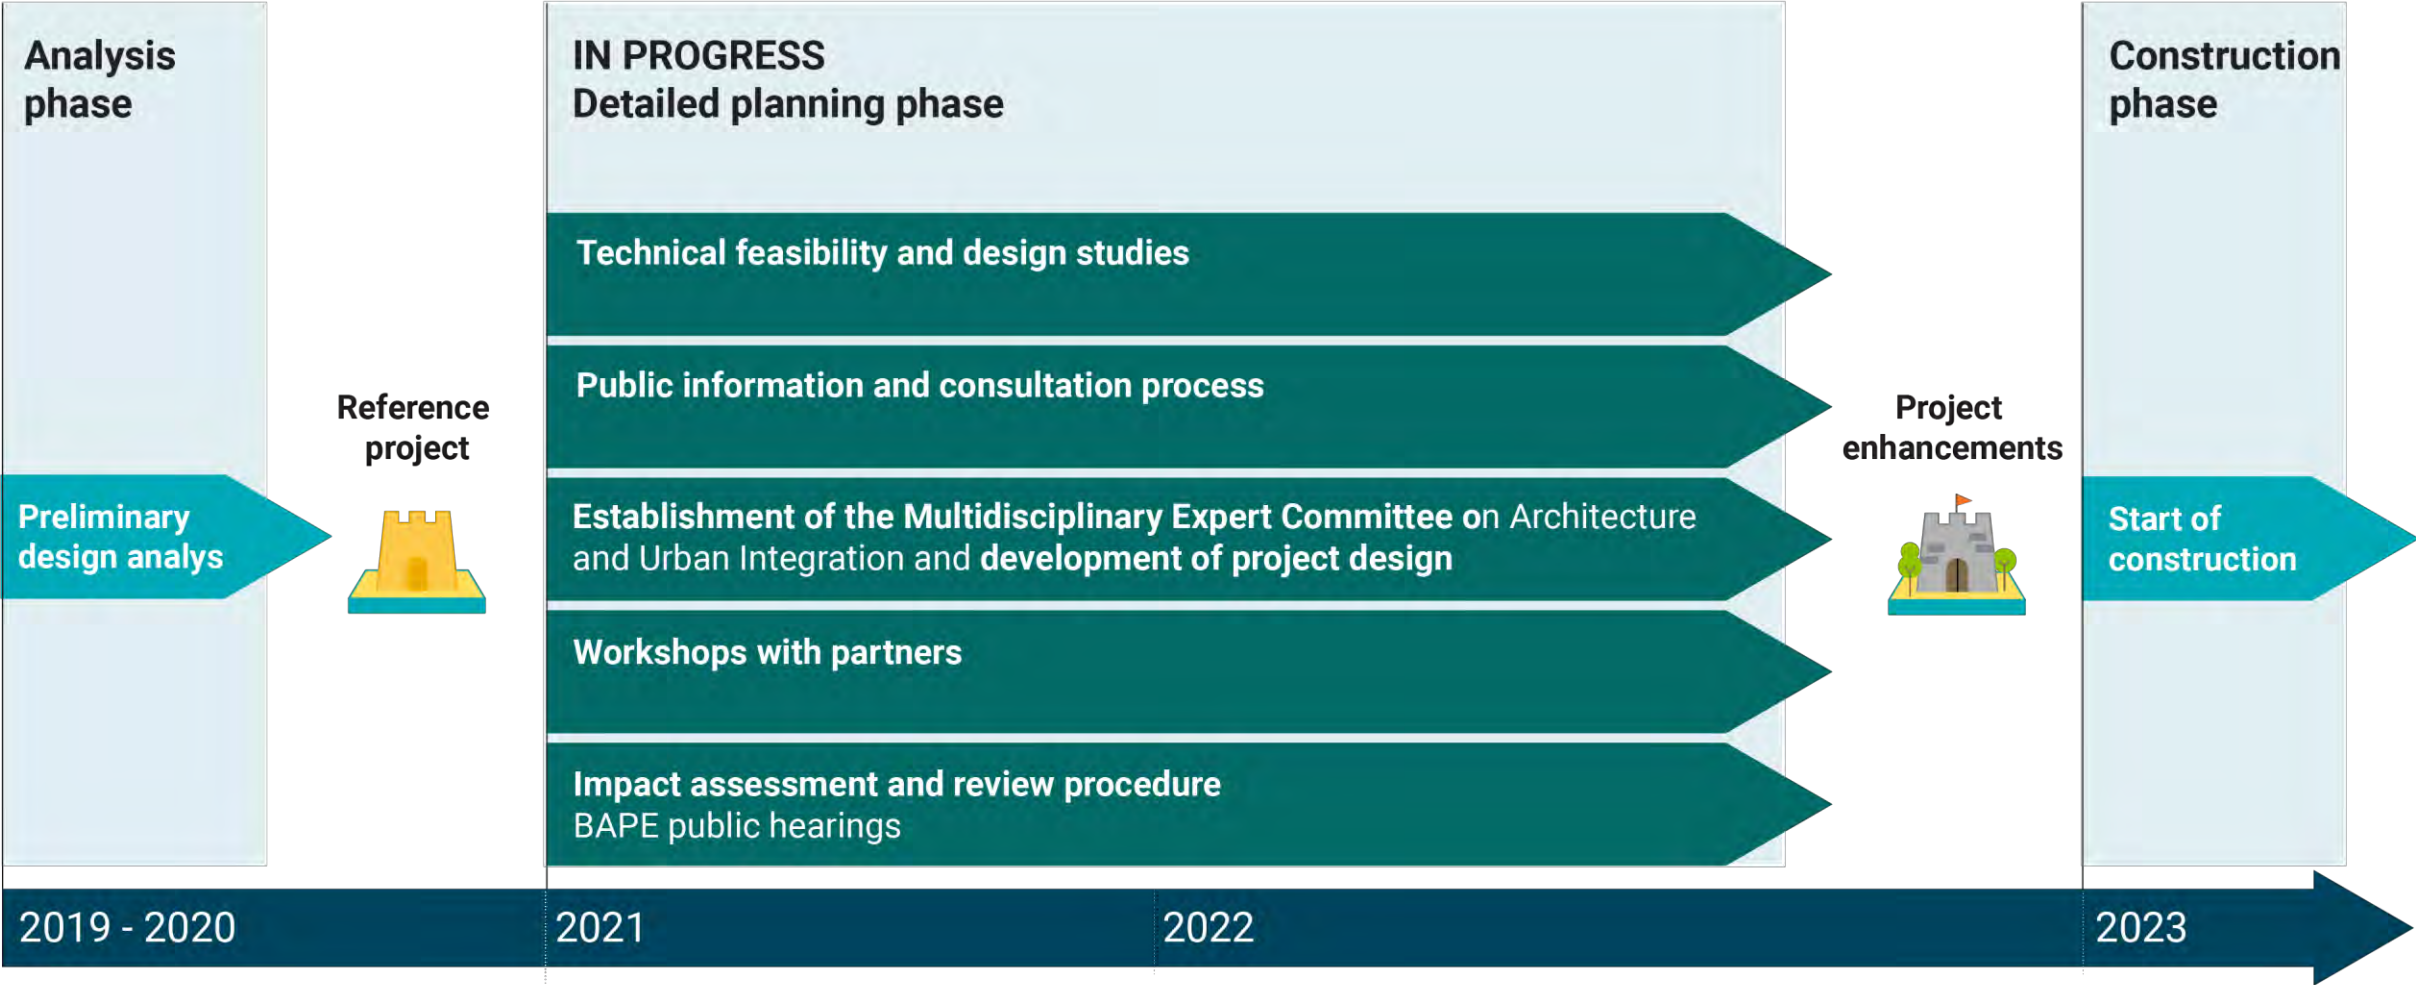 Analysis
phase
Preliminary
design analys
Reference
project
IN PROGRESS
Detailed planning phase
Technical feasibility and design studies
Public information and consultation process
Establishment of the Multidisciplinary Expert Committee on Architecture
and Urban Integration and development of project design
Workshops with partners
Impact assessment and review procedure
BAPE public hearings
Project
enhancements
Construction
phase
Start of
construction
2019 - 2020
2021
2022
2023